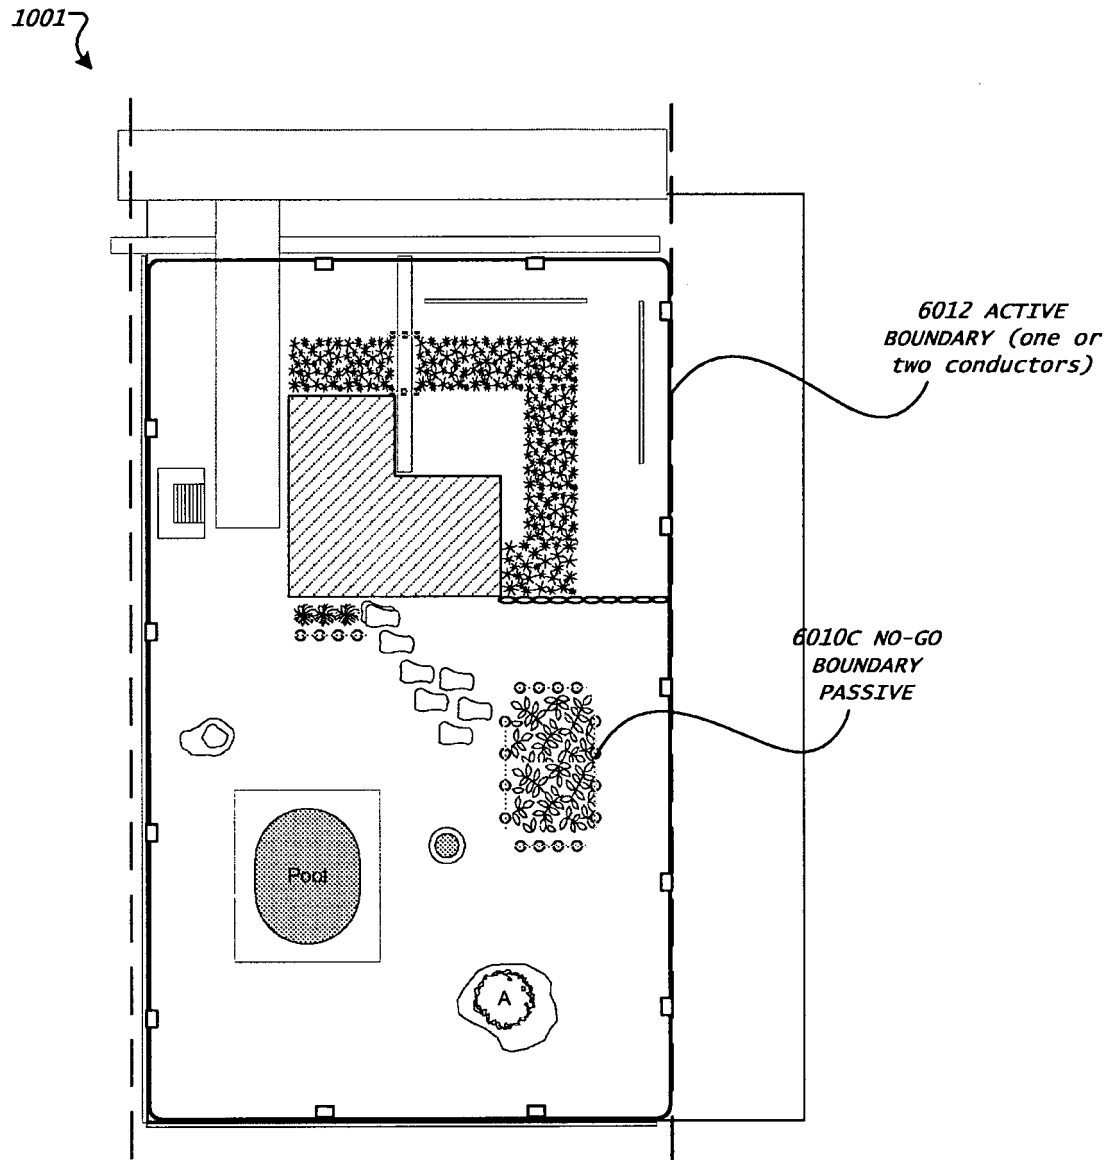 1001
6012 ACTIVE
BOUNDARY (one or
two conductors)
6010C NO-GO
BOUNDARY
PASSIVE
Pool
A